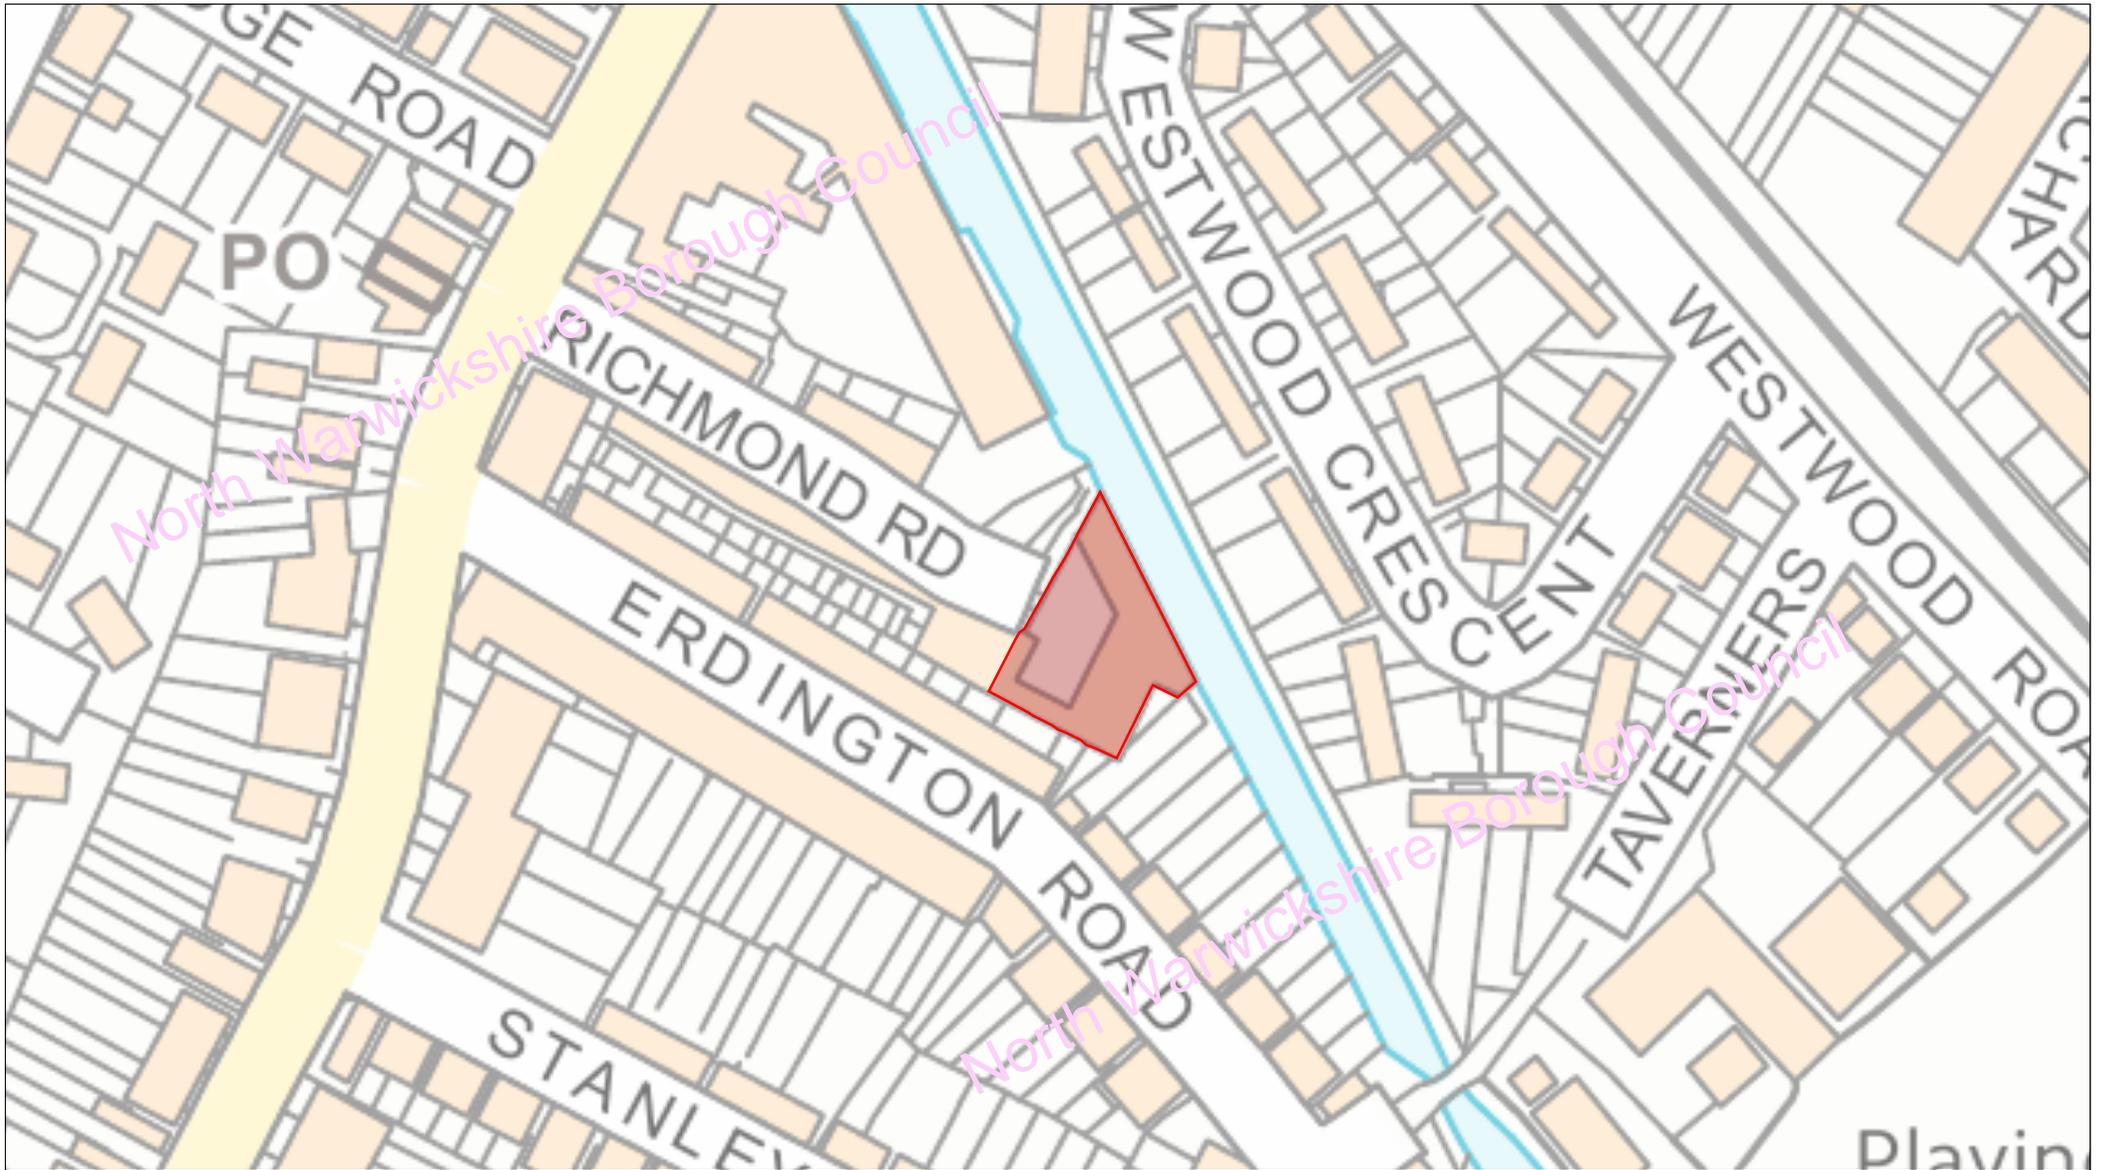 DGE ROAD
WESTWOOD CRESCENT
PO
RICHMOND RD
WESTWOOD ROA
TAVERNERS
ERDINGTON ROAD
STANLEY
Playin
North Warwickshire Borough Council
North Warwickshire Borough Council